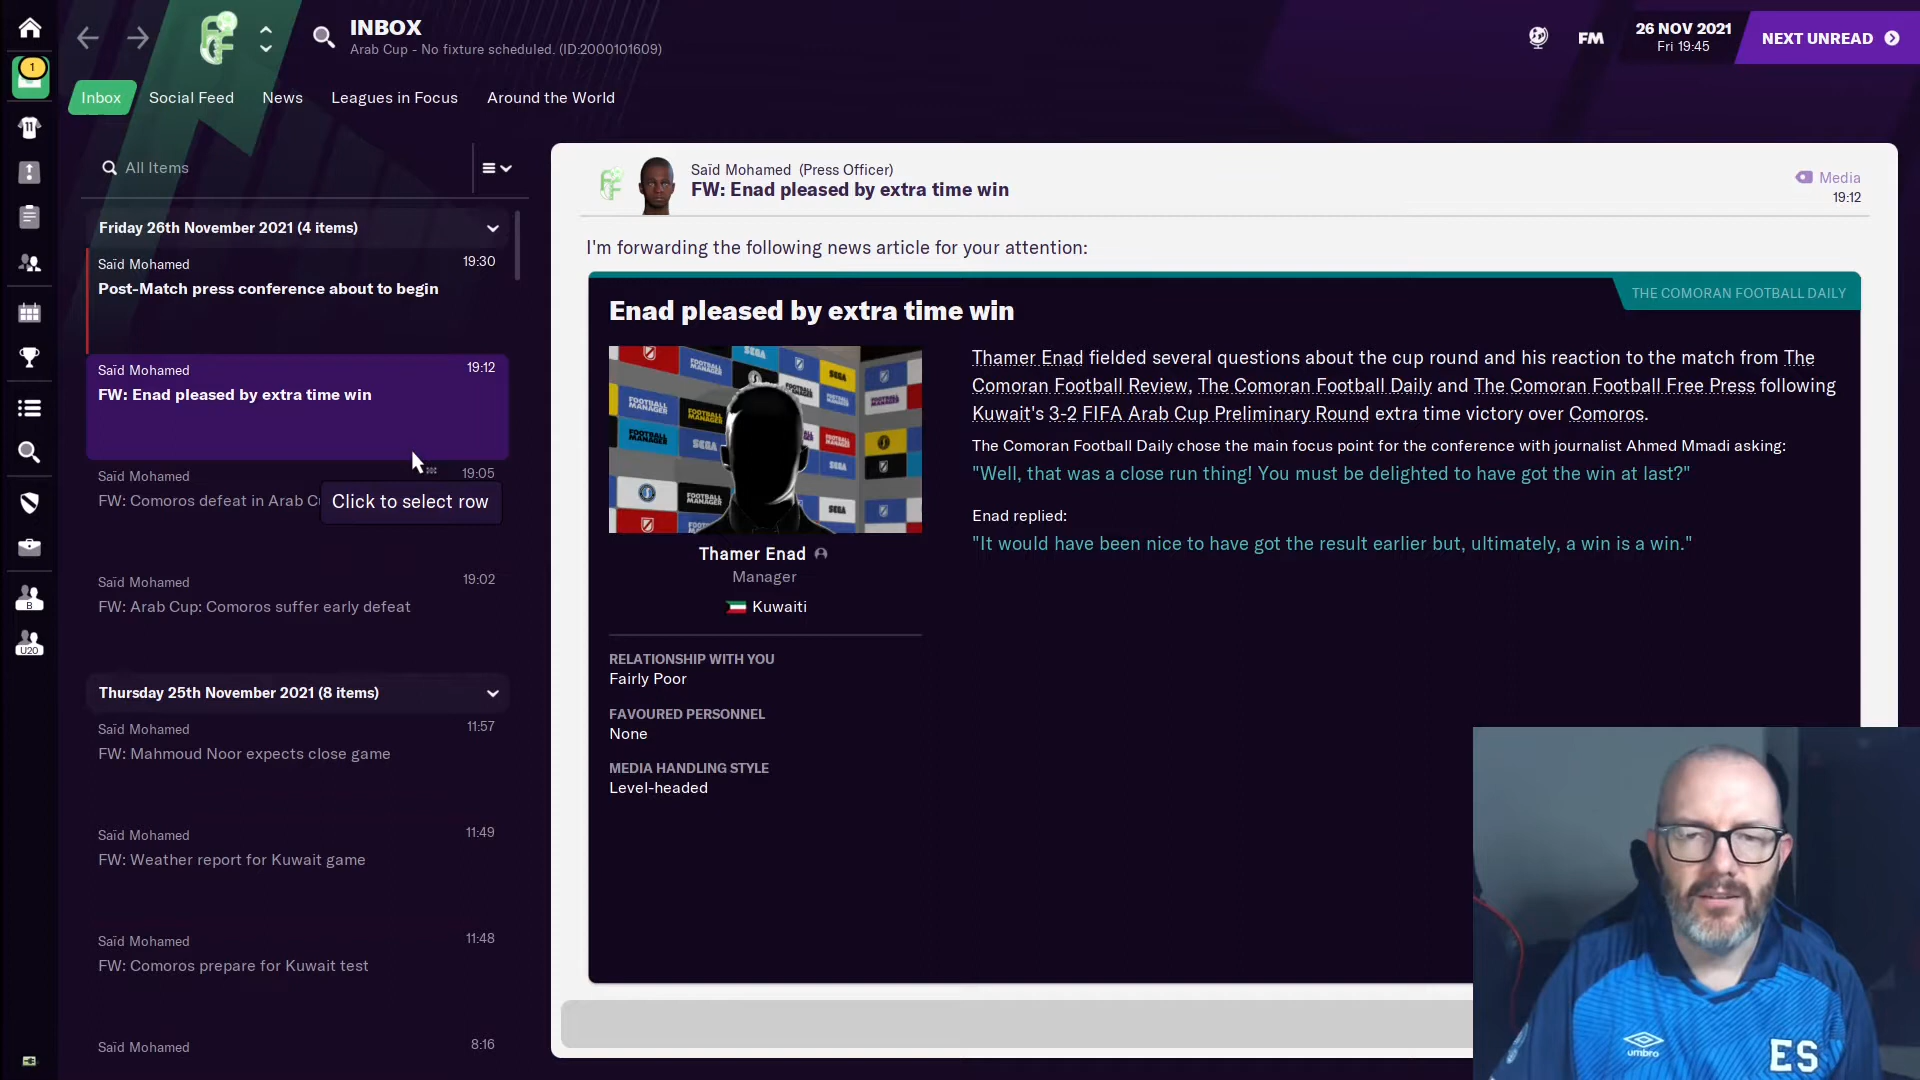 1
INBOX
Arab Cup - No fixture scheduled. (ID:2000101609)
FM
26 NOV 2021
Fri 19:45
NEXT UNREAD
Inbox
Social Feed
News
Leagues in Focus
Around the World
All Items
Friday 26th November 2021 (4 items)
Saïd Mohamed
19:30
Post-Match press conference about to begin
Saïd Mohamed
19:12
FW: Enad pleased by extra time win
Saïd Mohamed
19:05
FW: Comoros defeat in Arab
Click to select row
Saïd Mohamed
19:02
FW: Arab Cup: Comoros suffer early defeat
Thursday 25th November 2021 (8 items)
Saïd Mohamed
11:57
FW: Mahmoud Noor expects close game
Saïd Mohamed
11:49
FW: Weather report for Kuwait game
Saïd Mohamed
11:48
FW: Comoros prepare for Kuwait test
Saïd Mohamed
8:16
11
B
U20
Saïd Mohamed (Press Officer)
FW: Enad pleased by extra time win
Media
19:12
I'm forwarding the following news article for your attention:
THE COMORAN FOOTBALL DAILY
Enad pleased by extra time win
SEGA
FOOTBALL MANAGER
Thamer Enad
Manager
Kuwaiti
RELATIONSHIP WITH YOU
Fairly Poor
FAVOURED PERSONNEL
None
MEDIA HANDLING STYLE
Level-headed
Thamer Enad fielded several questions about the cup round and his reaction to the match from The
Comoran Football Review, The Comoran Football Daily and The Comoran Football Free Press following
Kuwait's 3-2 FIFA Arab Cup Preliminary Round extra time victory over Comoros.
The Comoran Football Daily chose the main focus point for the conference with journalist Ahmed Mmadi asking:
"Well, that was a close run thing! You must be delighted to have got the win at last?"
Enad replied:
"It would have been nice to have got the result earlier but, ultimately, a win is a win."
umbro
ES